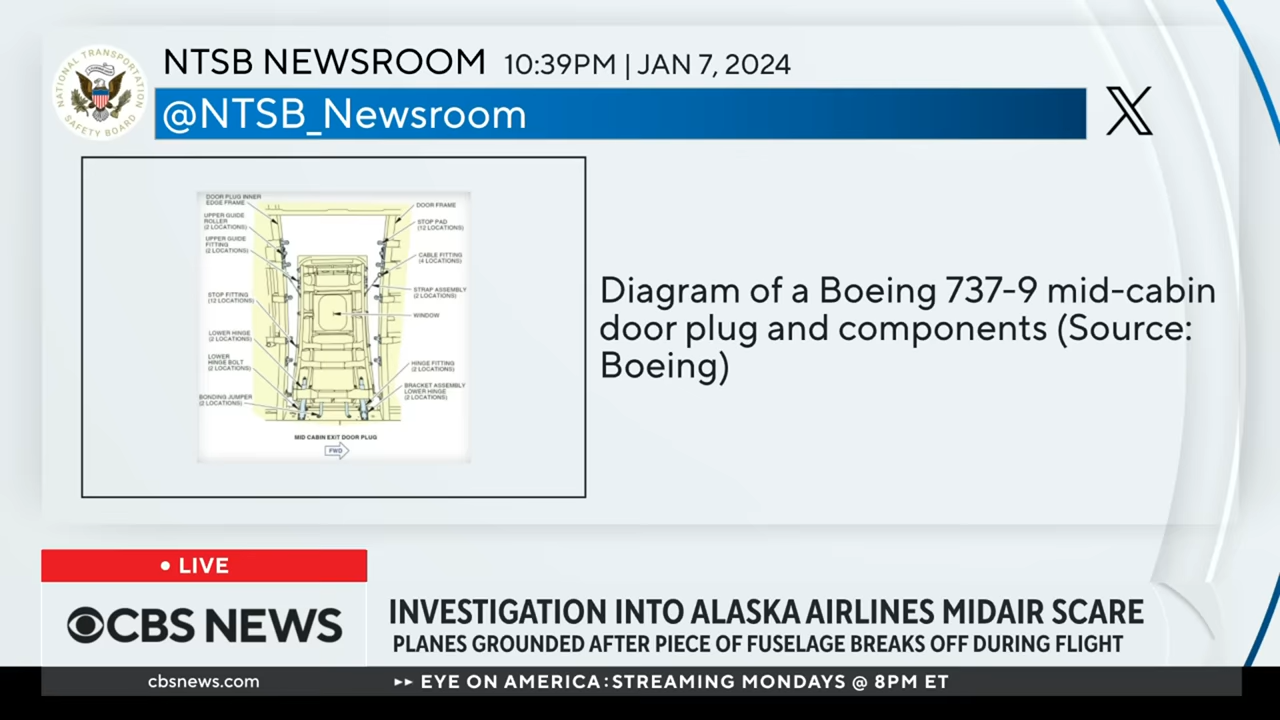 NTSB NEWSROOM 10:39PM | JAN 7, 2024
@NTSB_Newsroom
NATIONAL TRANSPORTATION
SAFETY BOARD
DOOR PLUG INNER
EDGE FRAME
UPPER GUIDE
ROLLER
(2 LOCATIONS)
UPPER GUIDE
FITTING
(2 LOCATIONS)
STOP FITTING
(12 LOCATIONS)
LOWER HINGE
(2 LOCATIONS)
LOWER
HINGE BOLT
(2 LOCATIONS)
BONDING JUMPER
(2 LOCATIONS)
DOOR FRAME
STOP PAD
(12 LOCATIONS)
CABLE FITTING
(4 LOCATIONS)
STRAP ASSEMBLY
(2 LOCATIONS)
WINDOW
HINGE FITTING
(2 LOCATIONS)
BRACKET ASSEMBLY
LOWER HINGE
(2 LOCATIONS)
MID CABIN EXIT DOOR PLUG
FWD
Diagram of a Boeing 737-9 mid-cabin
door plug and components (Source:
Boeing)
• LIVE
CBS NEWS
INVESTIGATION INTO ALASKA AIRLINES MIDAIR SCARE
PLANES GROUNDED AFTER PIECE OF FUSELAGE BREAKS OFF DURING FLIGHT
cbsnews.com
EYE ON AMERICA: STREAMING MONDAYS @ 8PM ET